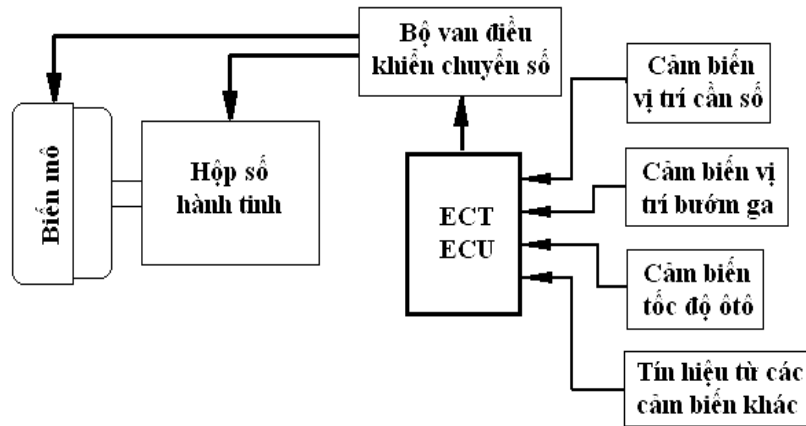 Bộ van điều
khiển chuyển số
Cảm biến
vị trí cần số
Biến mô
Hộp số
hành tinh
ECT
ECU
Cảm biến vị
trí bướm ga
Cảm biến
tốc độ ôtô
Tín hiệu từ các
cảm biến khác